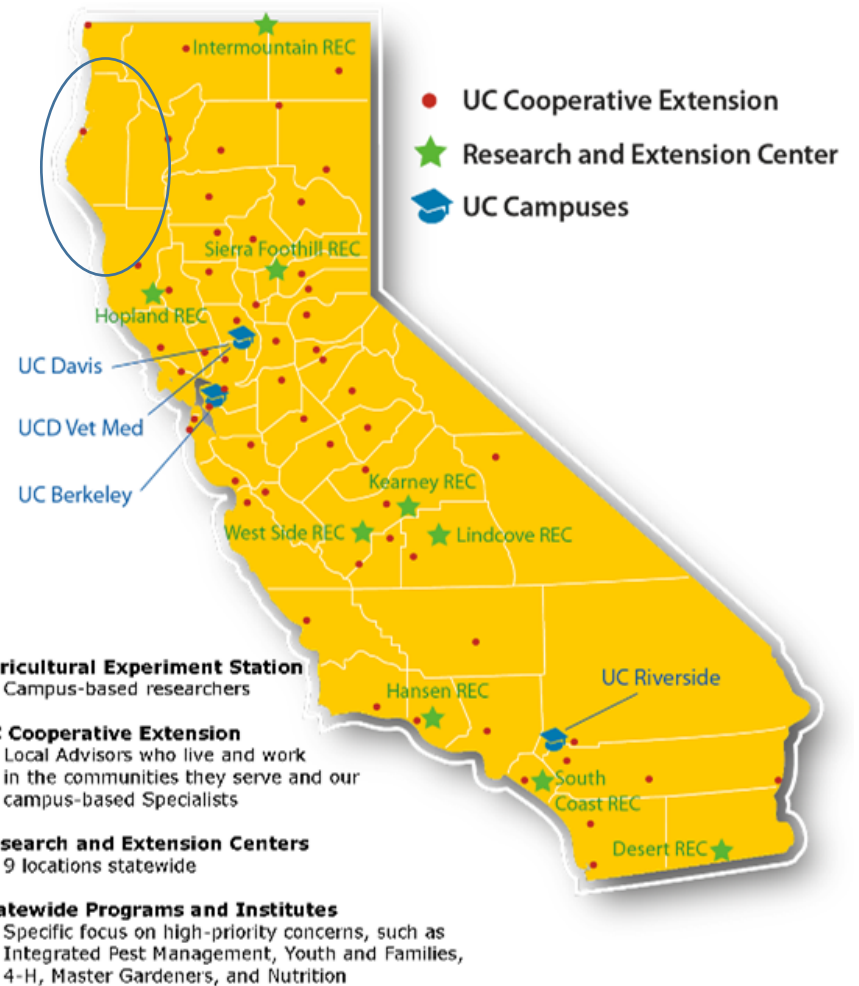 Intermountain REC
UC Cooperative Extension
Research and Extension Center
UC Campuses
Sierra Foothill REC
Hopland REC
UC Davis
UCD Vet Med
UC Berkeley
Kearney REC
West Side REC
Lindcove REC
UC Riverside
Hansen REC
South
Coast REC
Desert REC
ricultural Experiment Station
Campus-based researchers
Cooperative Extension
Local Advisors who live and work
in the communities they serve and our
campus-based Specialists
search and Extension Centers
9 locations statewide
atewide Programs and Institutes
Specific focus on high-priority concerns, such as
Integrated Pest Management, Youth and Families,
4-H, Master Gardeners, and Nutrition